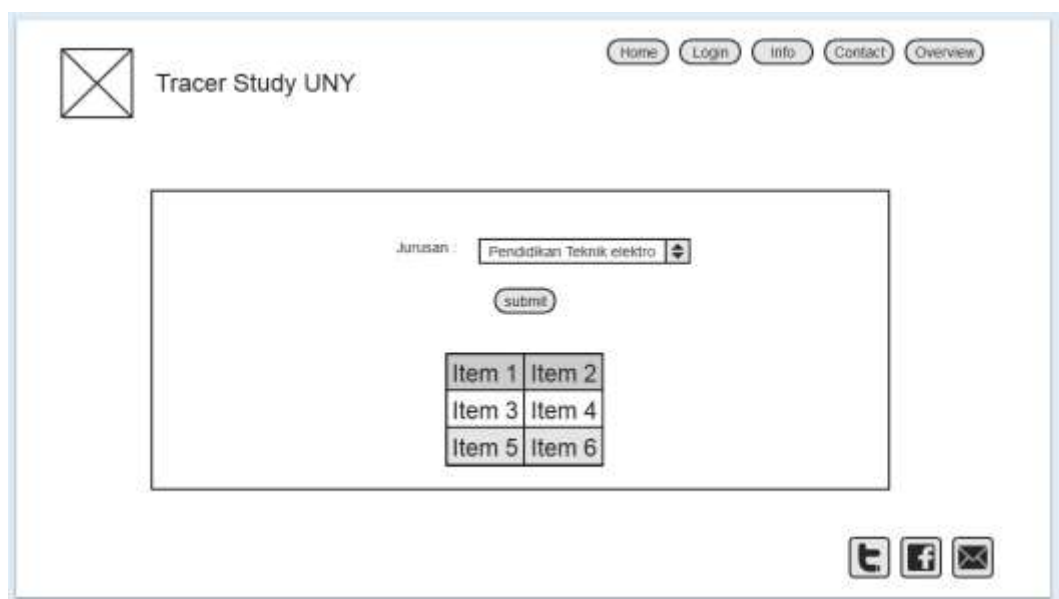 Home Login Info Contact Overview
Tracer Study UNY
Jurusan : Pendidikan Teknik elektro
submit
Item 1 Item 2
Item 3 Item 4
Item 5 Item 6